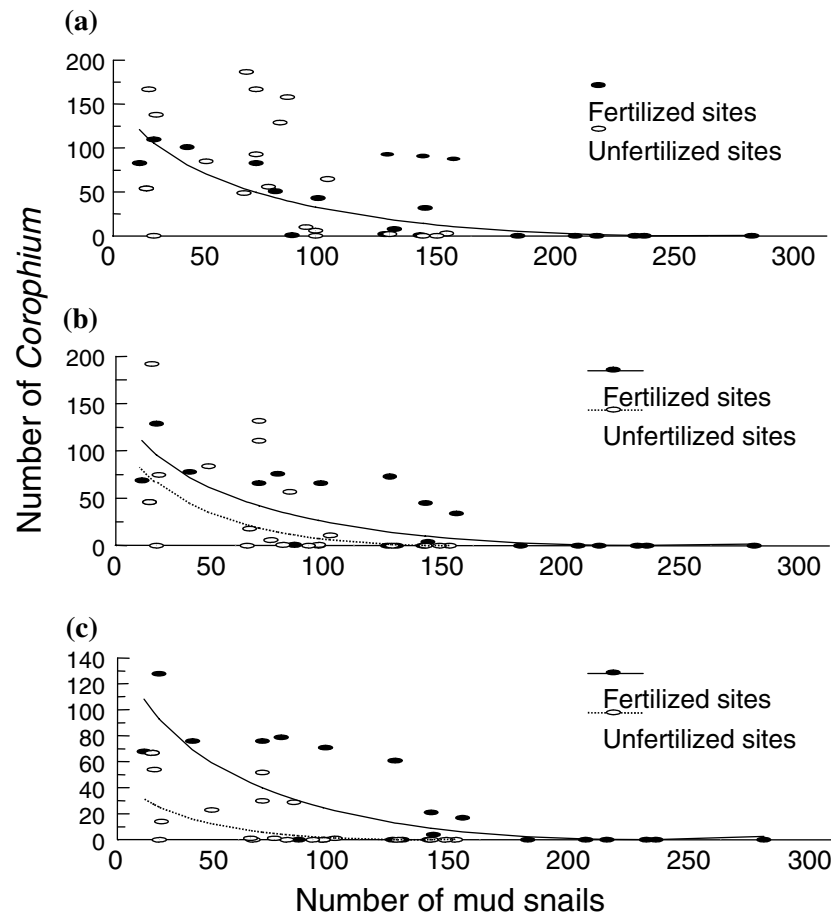 (a)
200
150
100
50
0
Fertilized sites
Unfertilized sites
0 50 100 150 200 250 300
(b)
200
150
100
50
0
Fertilized sites
Unfertilized sites
0 50 100 150 200 250 300
(c)
140
120
100
80
60
40
20
0
Fertilized sites
Unfertilized sites
0 50 100 150 200 250 300
Number of Corophium
Number of mud snails